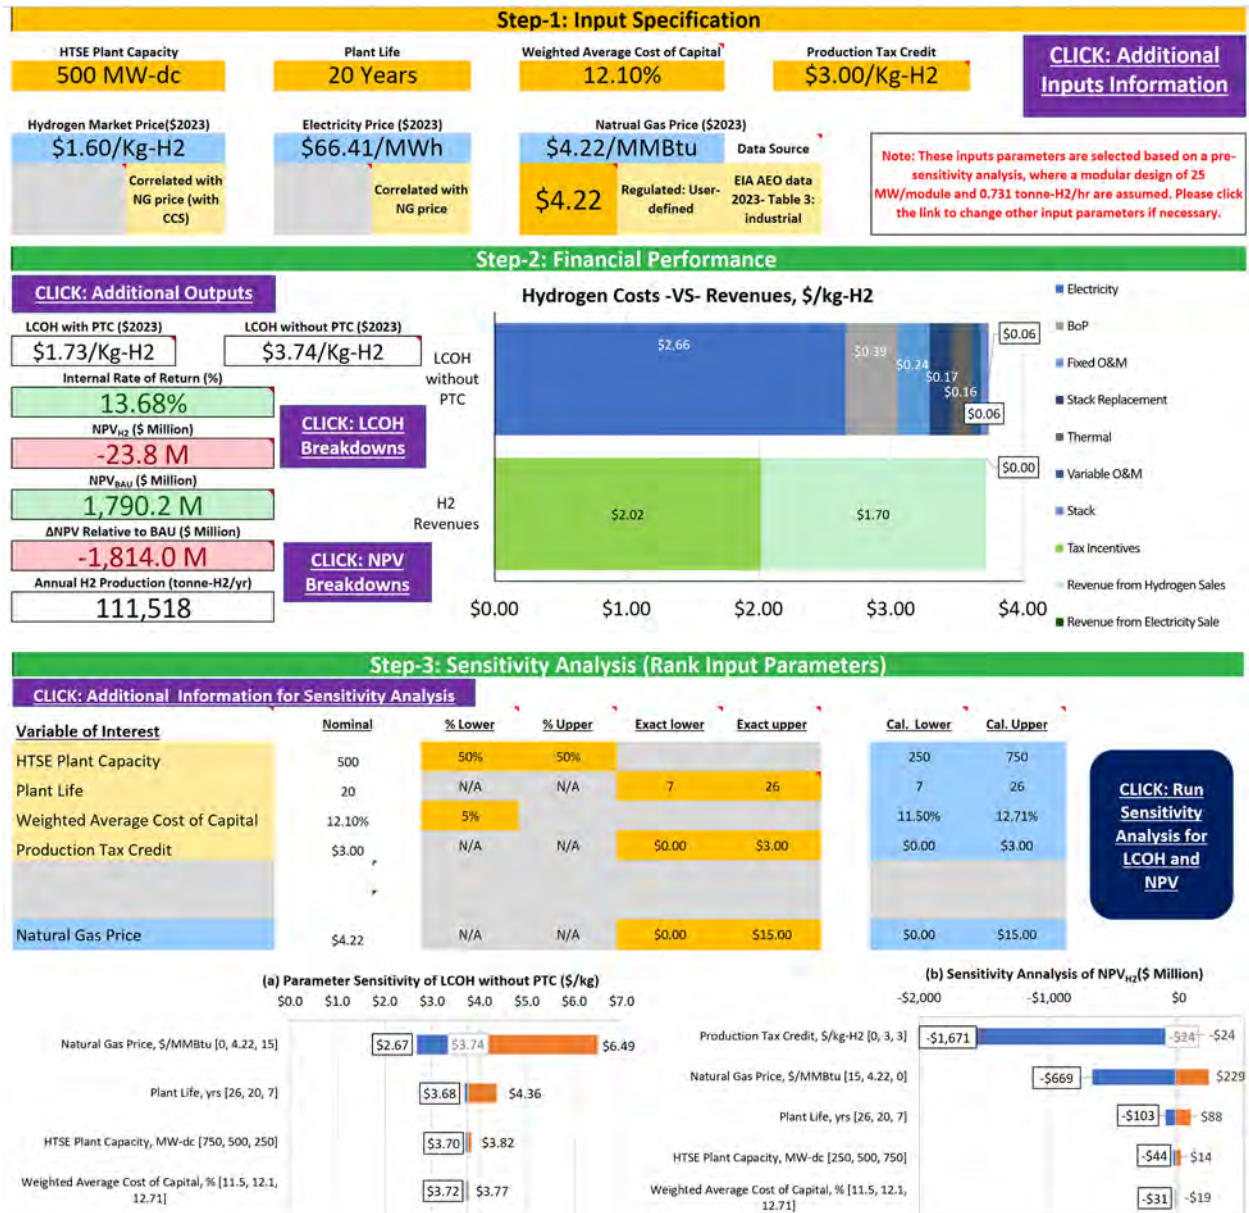 Step-1: Input Specification
HTSE Plant Capacity
Plant Life
Weighted Average Cost of Capital
Production Tax Credit
500 MW-dc
20 Years
12.10%
$3.00/Kg-H2
CLICK: Additional
Inputs Information
Hydrogen Market Price($2023)
Electricity Price ($2023)
Natrual Gas Price ($2023)
$1.60/Kg-H2
$66.41/MWh
$4.22/MMBtu
Data Source
Correlated with
NG price (with
CCS)
Correlated with
NG price
$4.22
Regulated: User-
defined
EIA AEO data
2023- Table 3:
industrial
Note: These inputs parameters are selected based on a pre-
sensitivity analysis, where a modular design of 25
MW/module and 0.731 tonne-H2/hr are assumed. Please click
the link to change other input parameters if necessary.
Step-2: Financial Performance
CLICK: Additional Outputs
LCOH with PTC ($2023)
LCOH without PTC ($2023)
$1.73/Kg-H2
$3.74/Kg-H2
Internal Rate of Return (%)
13.68%
NPVH2 ($ Million)
-23.8 M
NPVBAU ($ Million)
1,790.2 M
ΔNPV Relative to BAU ($ Million)
-1,814.0 M
Annual H2 Production (tonne-H2/yr)
111,518
CLICK: LCOH
Breakdowns
CLICK: NPV
Breakdowns
Hydrogen Costs -VS- Revenues, $/kg-H2
LCOH
without
PTC
$2.66
$0.39
$0.24
$0.17
$0.16
$0.06
$0.06
H2
Revenues
$2.02
$1.70
$0.00
$0.00
$1.00
$2.00
$3.00
$4.00
Electricity
BoP
Fixed O&M
Stack Replacement
Thermal
Variable O&M
Stack
Tax Incentives
Revenue from Hydrogen Sales
Revenue from Electricity Sale
Step-3: Sensitivity Analysis (Rank Input Parameters)
CLICK: Additional Information for Sensitivity Analysis
Variable of Interest
Nominal
% Lower
% Upper
Exact lower
Exact upper
Cal. Lower
Cal. Upper
HTSE Plant Capacity
500
50%
50%
250
750
Plant Life
20
N/A
N/A
7
26
7
26
Weighted Average Cost of Capital
12.10%
5%
11.50%
12.71%
Production Tax Credit
$3.00
N/A
N/A
$0.00
$3.00
$0.00
$3.00
Natural Gas Price
$4.22
N/A
N/A
$0.00
$15.00
$0.00
$15.00
CLICK: Run
Sensitivity
Analysis for
LCOH and
NPV
(a) Parameter Sensitivity of LCOH without PTC ($/kg)
$0.0
$1.0
$2.0
$3.0
$4.0
$5.0
$6.0
$7.0
Natural Gas Price, $/MMBtu [0, 4.22, 15]
$2.67
$3.74
$6.49
Plant Life, yrs [26, 20, 7]
$3.68
$4.36
HTSE Plant Capacity, MW-dc [750, 500, 250]
$3.70
$3.82
Weighted Average Cost of Capital, % [11.5, 12.1,
12.71]
$3.72
$3.77
(b) Sensitivity Annalysis of NPVH2($ Million)
-$2,000
-$1,000
$0
Production Tax Credit, $/kg-H2 [0, 3, 3]
-$1,671
-$24
-$24
Natural Gas Price, $/MMBtu [15, 4.22, 0]
-$669
$229
Plant Life, yrs [26, 20, 7]
-$103
$88
HTSE Plant Capacity, MW-dc [250, 500, 750]
-$44
$14
Weighted Average Cost of Capital, % [11.5, 12.1,
12.71]
-$31
-$19